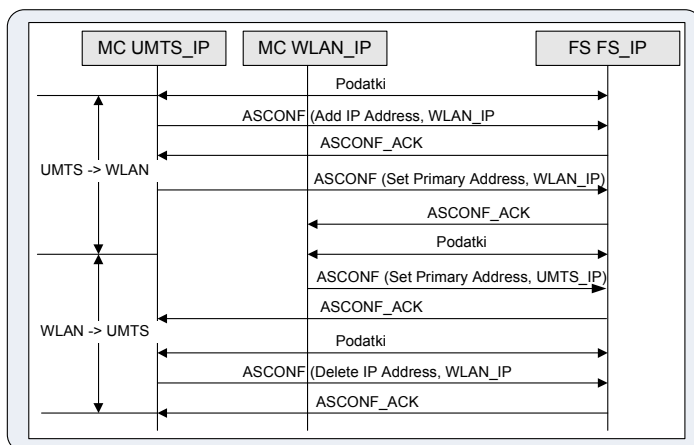 MC UMTS_IP
MC WLAN_IP
FS FS_IP
Podatki
ASCONF (Add IP Address, WLAN_IP
ASCONF_ACK
UMTS -> WLAN
ASCONF (Set Primary Address, WLAN_IP)
ASCONF_ACK
Podatki
ASCONF (Set Primary Address, UMTS_IP)
ASCONF_ACK
WLAN -> UMTS
Podatki
ASCONF (Delete IP Address, WLAN_IP
ASCONF_ACK